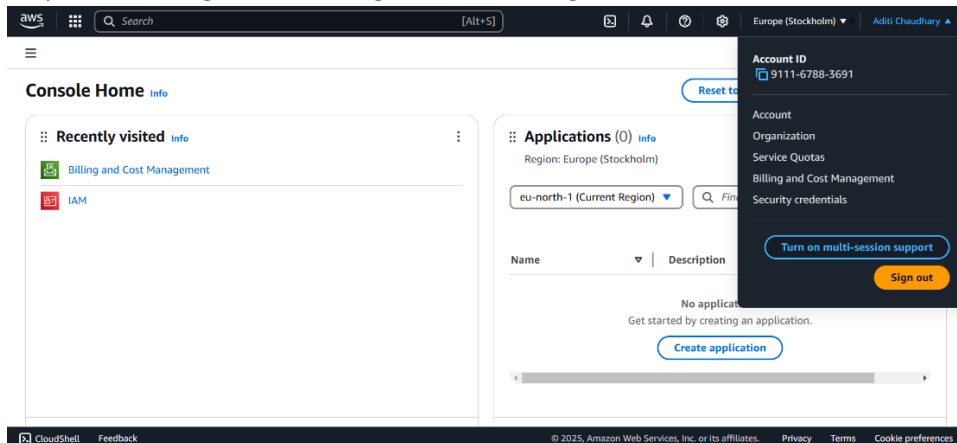 aws
Search [Alt+S]
Europe (Stockholm) ▼
Aditi Chaudhary ▲
Account ID
9111-6788-3691
Account
Organization
Service Quotas
Billing and Cost Management
Security credentials
Turn on multi-session support
Sign out
Console Home Info
Reset to
Recently visited Info
Billing and Cost Management
IAM
Applications (0) Info
Region: Europe (Stockholm)
eu-north-1 (Current Region) ▼
Name
Description
No applicat
Get started by creating an application.
Create application
CloudShell Feedback
© 2025, Amazon Web Services, Inc. or its affiliates. Privacy Terms Cookie preferences